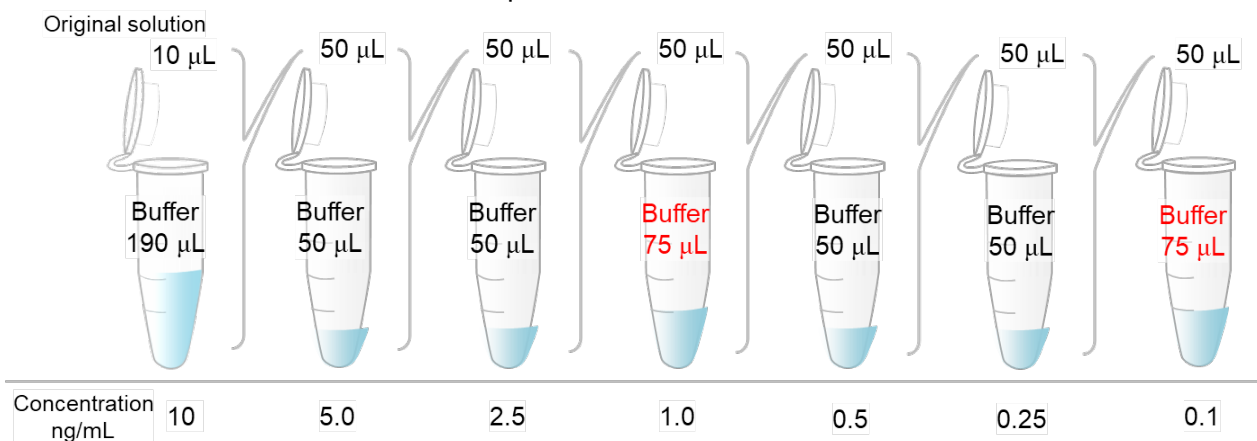 Original solution
10 μL
50 μL
50 μL
50 μL
50 μL
50 μL
50 μL
Buffer
190 μL
Buffer
50 μL
Buffer
50 μL
Buffer
75 μL
Buffer
50 μL
Buffer
50 μL
Buffer
75 μL
Concentration
ng/mL
10
5.0
2.5
1.0
0.5
0.25
0.1